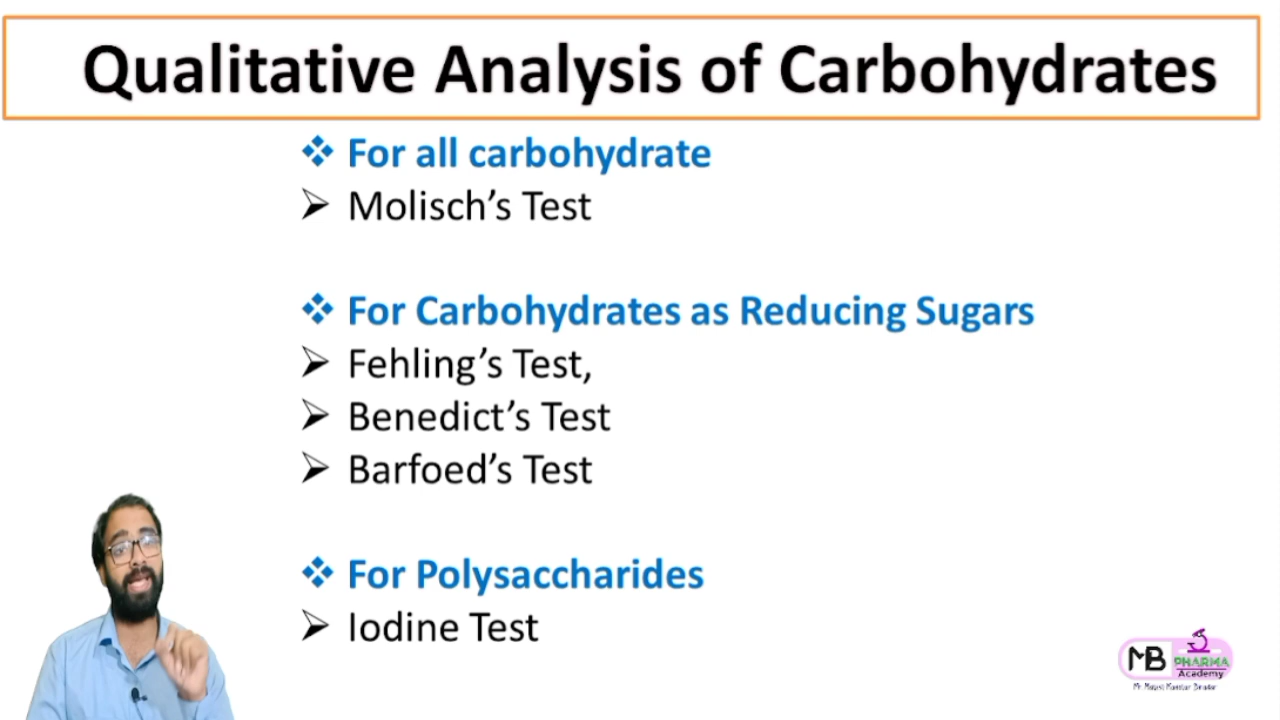 Qualitative Analysis of Carbohydrates
For all carbohydrate
Molisch’s Test
For Carbohydrates as Reducing Sugars
Fehling’s Test,
Benedict’s Test
Barfoed’s Test
For Polysaccharides
Iodine Test
MB PHARMA
Academy